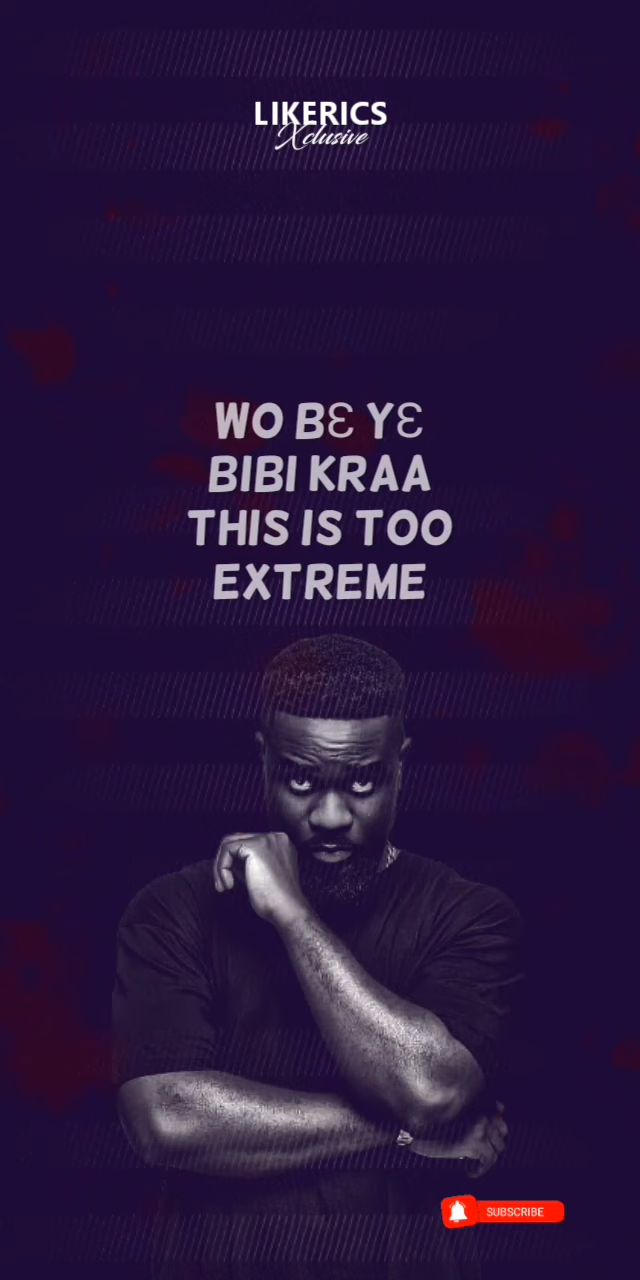 LIKERICS
Xclusive
WO BƐ YƐ
BIBI KRAA
THIS IS TOO
EXTREME
SUBSCRIBE